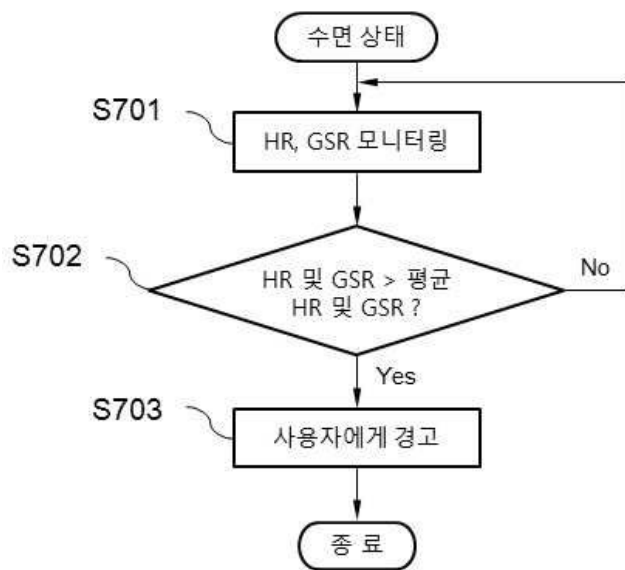 수면 상태
S701
HR, GSR 모니터링
S702
HR 및 GSR > 평균
HR 및 GSR ?
No
Yes
S703
사용자에게 경고
종 료